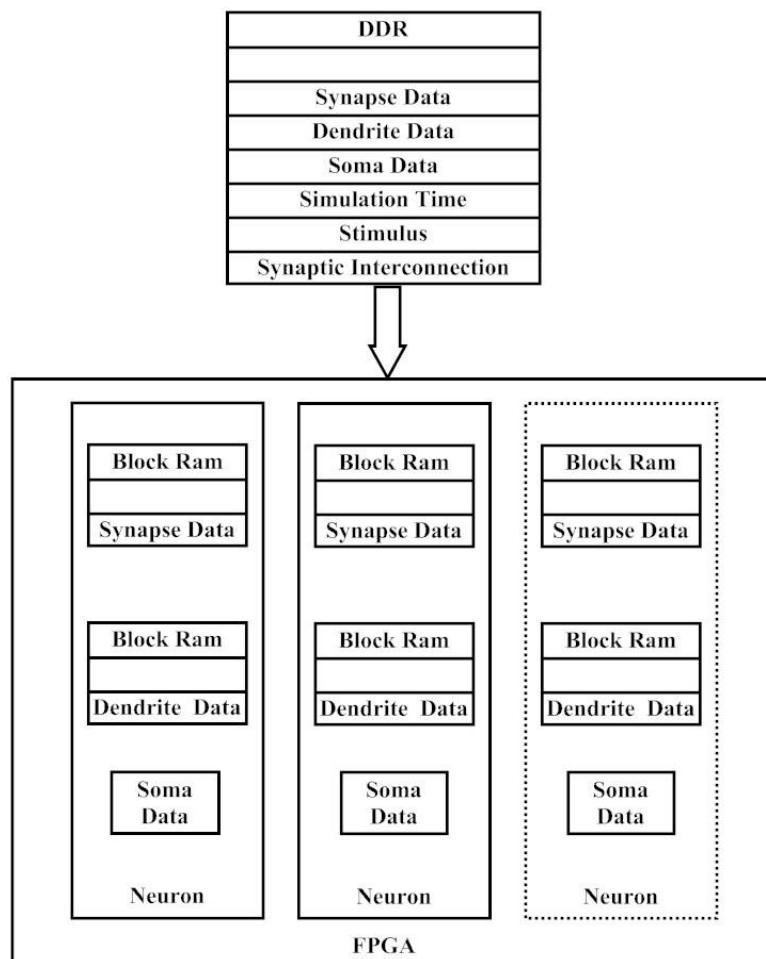 DDR
Synapse Data
Dendrite Data
Soma Data
Simulation Time
Stimulus
Synaptic Interconnection
Block Ram
Synapse Data
Block Ram
Dendrite Data
Soma
Data
Neuron
Block Ram
Synapse Data
Block Ram
Dendrite Data
Soma
Data
Neuron
Block Ram
Synapse Data
Block Ram
Dendrite Data
Soma
Data
Neuron
FPGA